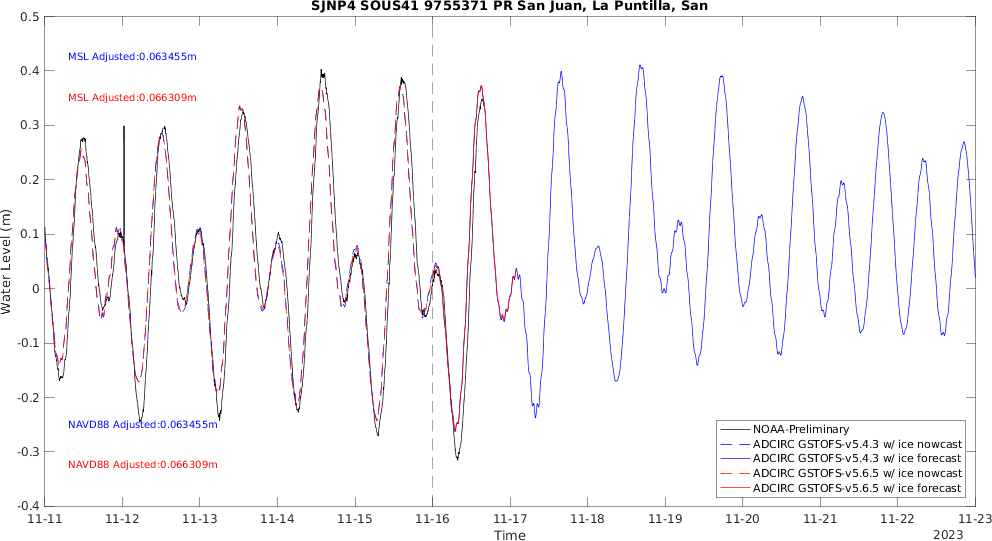 SJNP4 SOUS41 9755371 PR San Juan, La Puntilla, San
0.5
0.4
0.3
0.2
0.1
0
-0.1
-0.2
-0.3
-0.4
Water Level (m)
MSL Adjusted:0.063455m
MSL Adjusted:0.066309m
NAVD88 Adjusted:0.063455m
NAVD88 Adjusted:0.066309m
NOAA-Preliminary
ADCIRC GSTOFS-v5.4.3 w/ ice nowcast
ADCIRC GSTOFS-v5.4.3 w/ ice forecast
ADCIRC GSTOFS-v5.6.5 w/ ice nowcast
ADCIRC GSTOFS-v5.6.5 w/ ice forecast
11-11 11-12 11-13 11-14 11-15 11-16 11-17 11-18 11-19 11-20 11-21 11-22 11-23
Time
2023